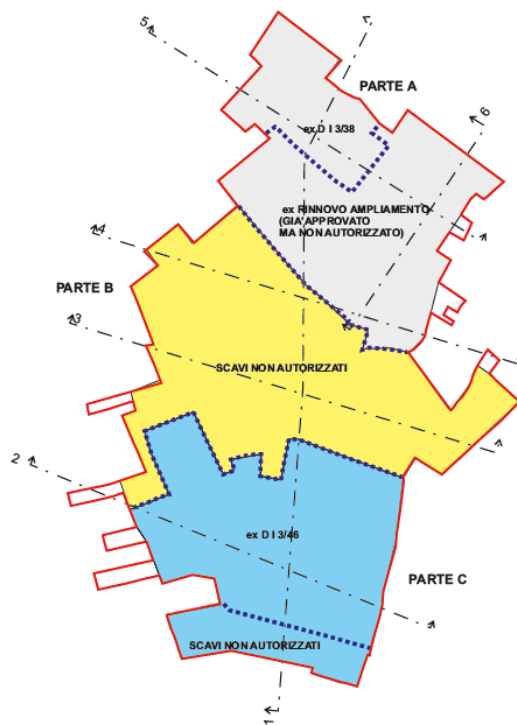 5
PARTE A
6
ex D I 3/38
ex RINNOVO AMPLIAMENTO
(GIA' APPROVATO
MA NON AUTORIZZATO)
4
PARTE B
3
SCAVI NON AUTORIZZATI
2
ex D I 3/46
PARTE C
SCAVI NON AUTORIZZATI
1